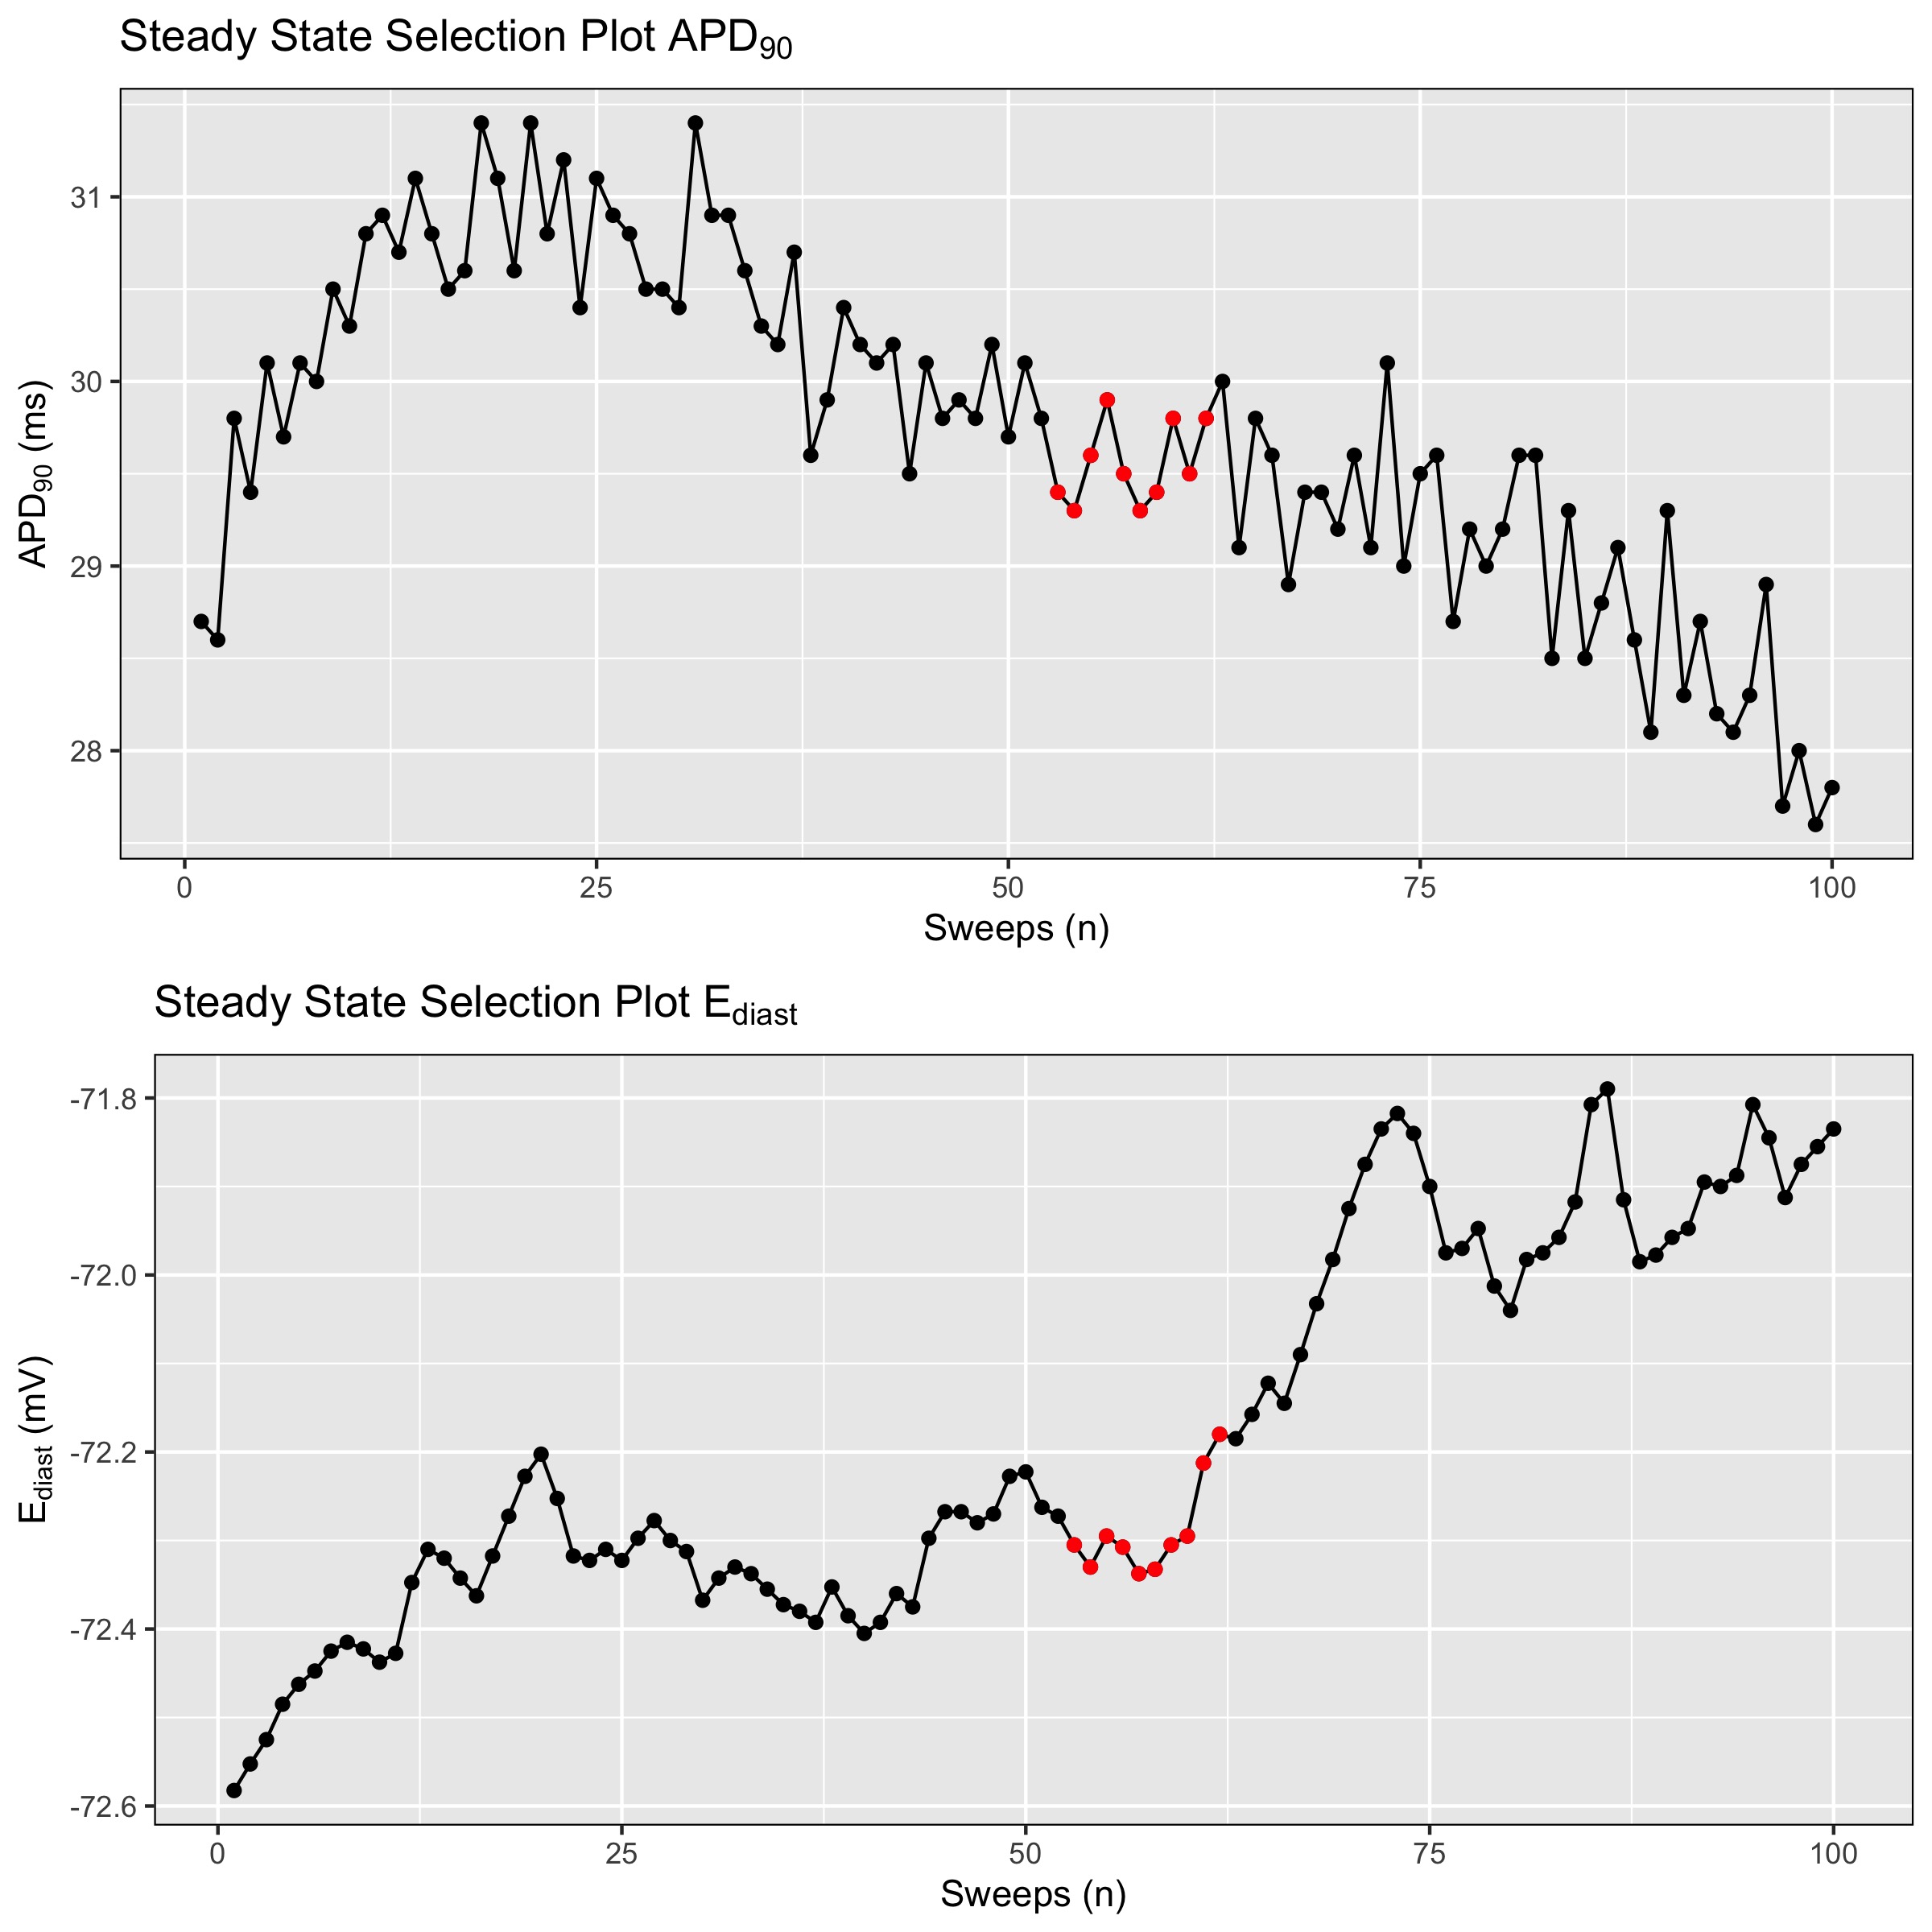 Steady State Selection Plot APD90
31
30
29
28
APD90 (ms)
0 25 50 75 100
Sweeps (n)
Steady State Selection Plot Ediast
-71.8
-72.0
-72.2
-72.4
-72.6
Ediast (mV)
0 25 50 75 100
Sweeps (n)